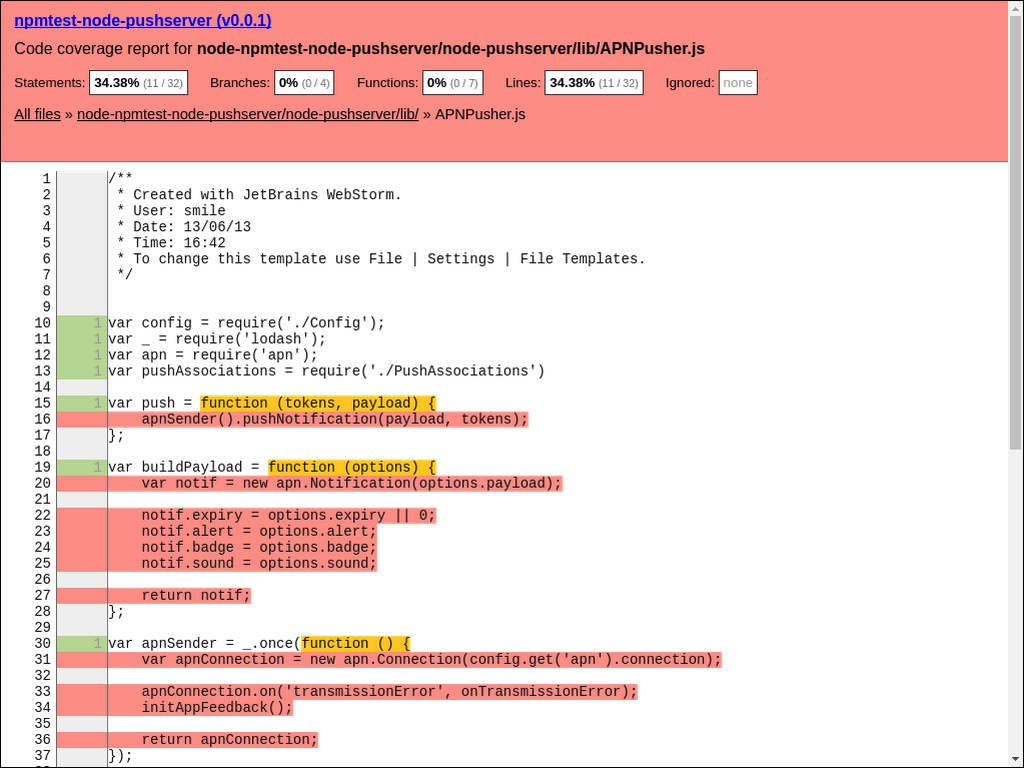 npmtest-node-pushserver (v0.0.1)
Code coverage report for node-npmtest-node-pushserver/node-pushserver/lib/APNPusher.js
Statements: 34.38% (11 / 32) Branches: 0% (0 / 4) Functions: 0% (0 / 7) Lines: 34.38% (11 / 32) Ignored: none
All files » node-npmtest-node-pushserver/node-pushserver/lib/ » APNPusher.js
1 /**
2  * Created with JetBrains WebStorm.
3  * User: smile
4  * Date: 13/06/13
5  * Time: 16:42
6  * To change this template use File | Settings | File Templates.
7  */
8
9
10 1 var config = require('./Config');
11 1 var _ = require('lodash');
12 1 var apn = require('apn');
13 1 var pushAssociations = require('./PushAssociations')
14
15 1 var push = function (tokens, payload) {
16     apnSender().pushNotification(payload, tokens);
17 };
18
19 1 var buildPayload = function (options) {
20     var notif = new apn.Notification(options.payload);
21
22     notif.expiry = options.expiry || 0;
23     notif.alert = options.alert;
24     notif.badge = options.badge;
25     notif.sound = options.sound;
26
27     return notif;
28 };
29
30 1 var apnSender = _.once(function () {
31     var apnConnection = new apn.Connection(config.get('apn').connection);
32
33     apnConnection.on('transmissionError', onTransmissionError);
34     initAppFeedback();
35
36     return apnConnection;
37 });